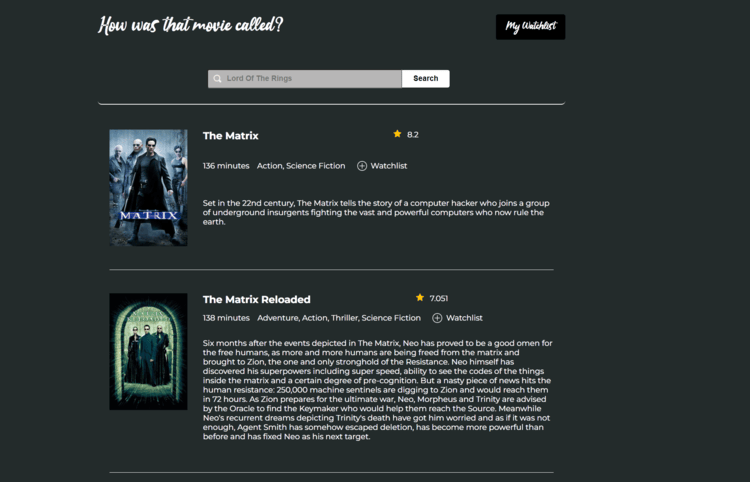 How was that movie called?
My Watchlist
Lord Of The Rings
Search
The Matrix
8.2
136 minutes Action, Science Fiction Watchlist
MATRIX
Set in the 22nd century, The Matrix tells the story of a computer hacker who joins a group
of underground insurgents fighting the vast and powerful computers who now rule the
earth.
The Matrix Reloaded
7.051
138 minutes Adventure, Action, Thriller, Science Fiction Watchlist
Six months after the events depicted in The Matrix, Neo has proved to be a good omen for
the free humans, as more and more humans are being freed from the matrix and
brought to Zion, the one and only stronghold of the Resistance. Neo himself has
discovered his superpowers including super speed, ability to see the codes of the things
inside the matrix and a certain degree of pre-cognition. But a nasty piece of news hits the
human resistance: 250,000 machine sentinels are digging to Zion and would reach them
in 72 hours. As Zion prepares for the ultimate war, Neo, Morpheus and Trinity are advised
by the Oracle to find the Keymaker who would help them reach the Source. Meanwhile
Neo's recurrent dreams depicting Trinity's death have got him worried and as if it was not
enough, Agent Smith has somehow escaped deletion, has become more powerful than
before and has fixed Neo as his next target.